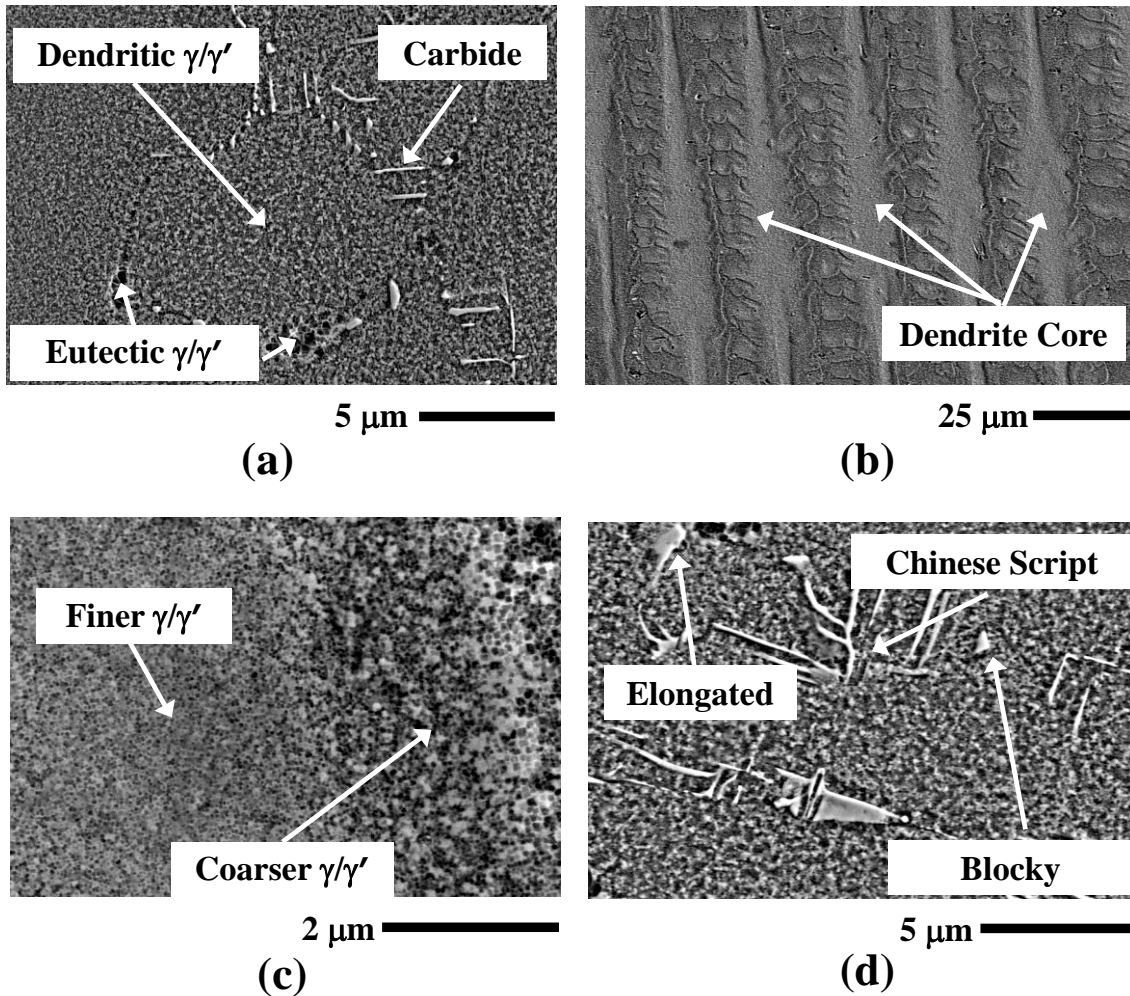 Dendritic γ/γ′
Carbide
Eutectic γ/γ′
5 μm
(a)
Dendrite Core
25 μm
(b)
Finer γ/γ′
Coarser γ/γ′
2 μm
(c)
Chinese Script
Elongated
Blocky
5 μm
(d)